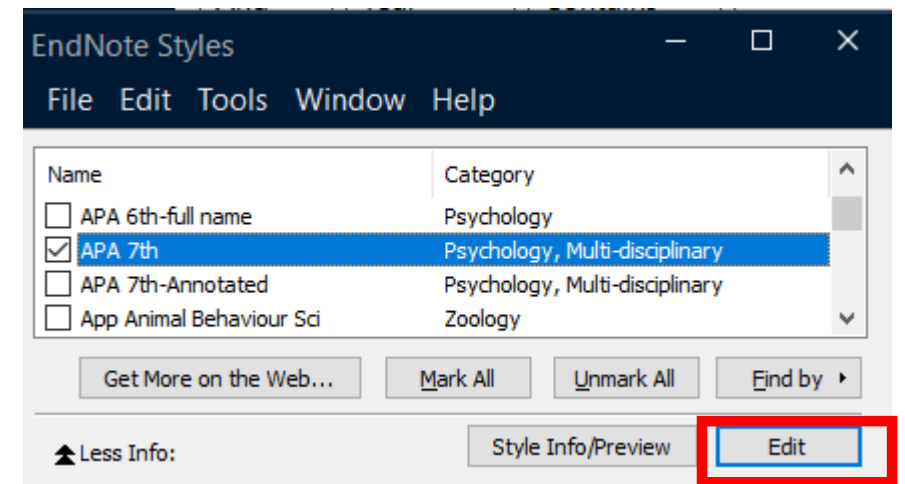 EndNote Styles
File Edit Tools Window Help
Name Category
APA 6th-full name Psychology
APA 7th Psychology, Multi-disciplinary
APA 7th-Annotated Psychology, Multi-disciplinary
App Animal Behaviour Sci Zoology
Get More on the Web... Mark All Unmark All Find by
Less Info: Style Info/Preview Edit